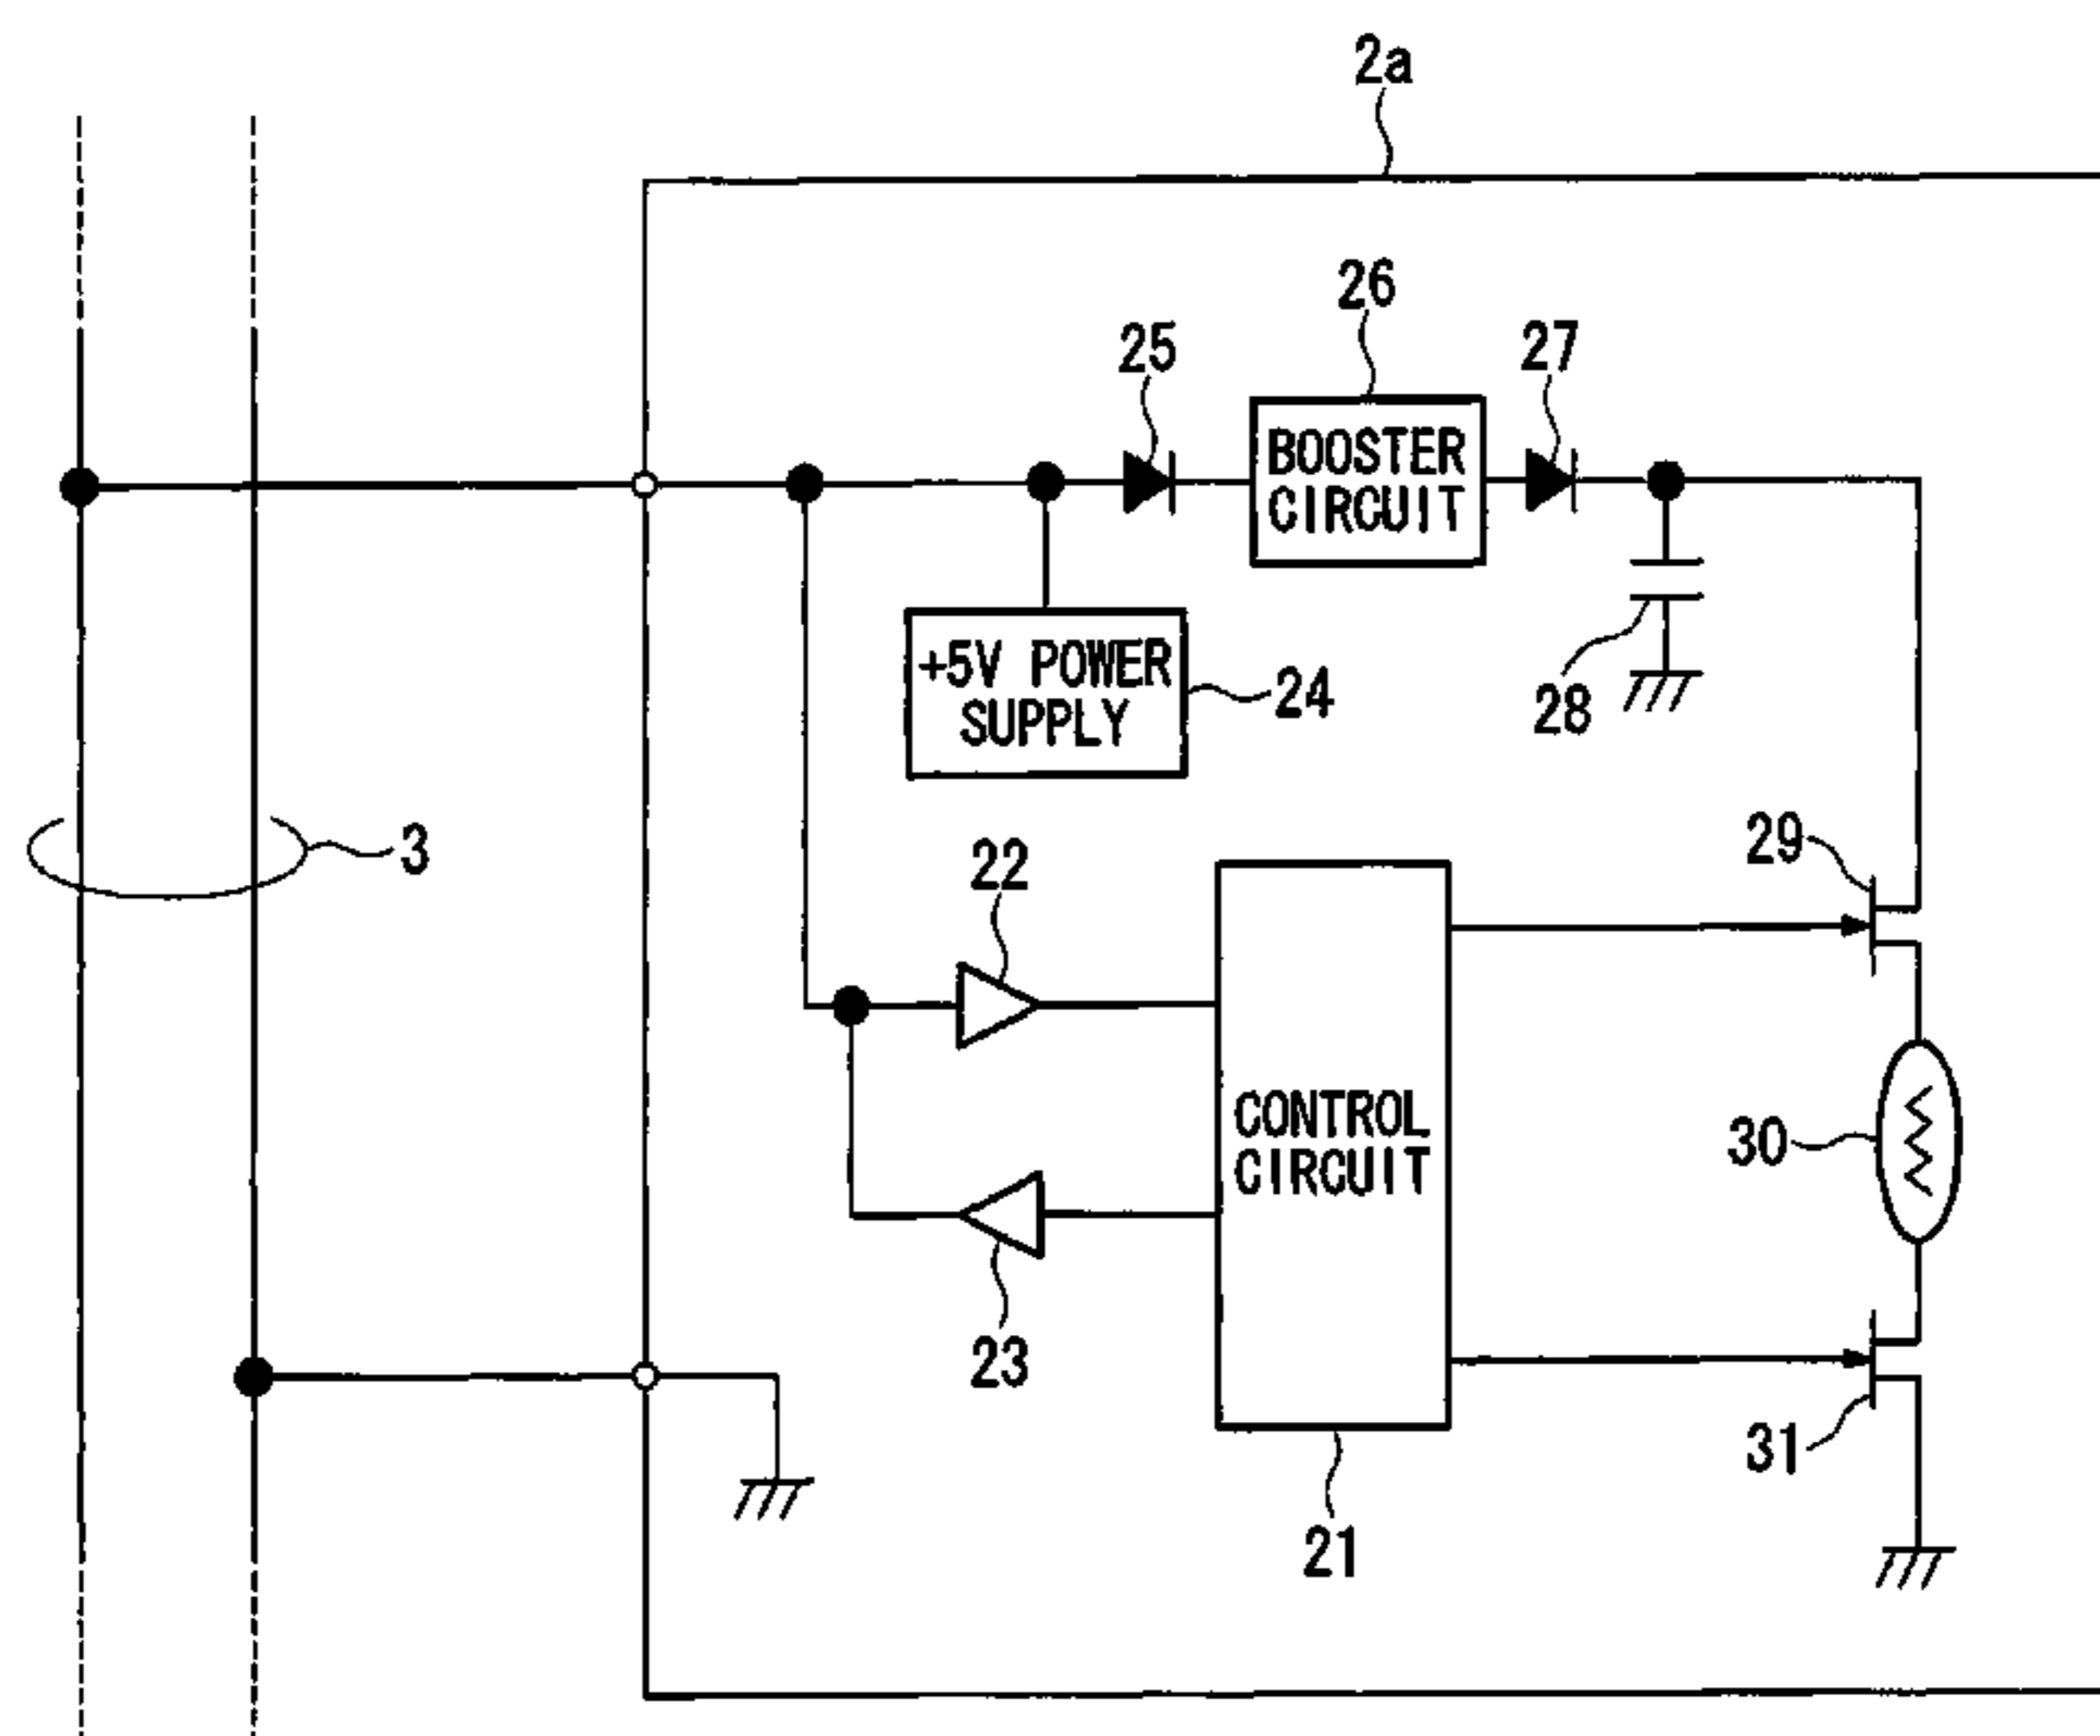 2a
26
25
27
BOOSTER
CIRCUIT
+5V POWER
SUPPLY
24
28
3
22
29
CONTROL
CIRCUIT
30
23
31
21